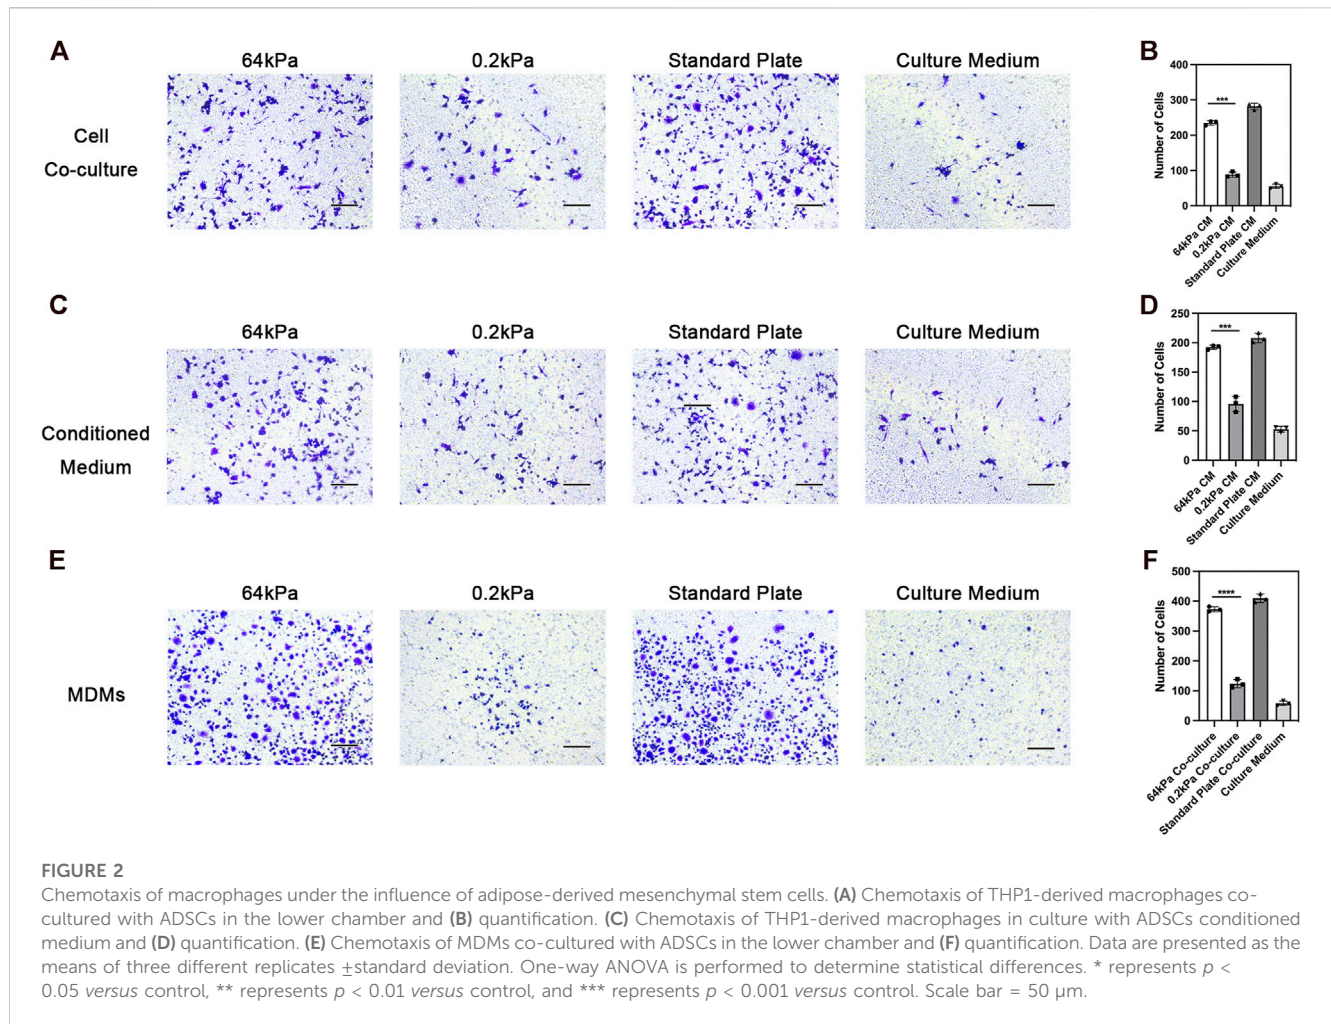 A
64kPa
0.2kPa
Standard Plate
Culture Medium
Cell
Co-culture
B
Number of Cells
400
300
200
100
0
***
64kPa CM
0.2kPa CM
Standard Plate CM
Culture Medium
C
64kPa
0.2kPa
Standard Plate
Culture Medium
Conditioned
Medium
D
Number of Cells
250
200
150
100
50
0
***
64kPa CM
0.2kPa CM
Standard Plate CM
Culture Medium
E
64kPa
0.2kPa
Standard Plate
Culture Medium
MDMs
F
Number of Cells
500
400
300
200
100
0
****
64kPa Co-culture
0.2kPa Co-culture
Standard Plate Co-culture
Culture Medium
FIGURE 2
Chemotaxis of macrophages under the influence of adipose-derived mesenchymal stem cells. (A) Chemotaxis of THP1-derived macrophages co-
cultured with ADSCs in the lower chamber and (B) quantification. (C) Chemotaxis of THP1-derived macrophages in culture with ADSCs conditioned
medium and (D) quantification. (E) Chemotaxis of MDMs co-cultured with ADSCs in the lower chamber and (F) quantification. Data are presented as the
means of three different replicates ±standard deviation. One-way ANOVA is performed to determine statistical differences. * represents p <
0.05 versus control, ** represents p < 0.01 versus control, and *** represents p < 0.001 versus control. Scale bar = 50 μm.